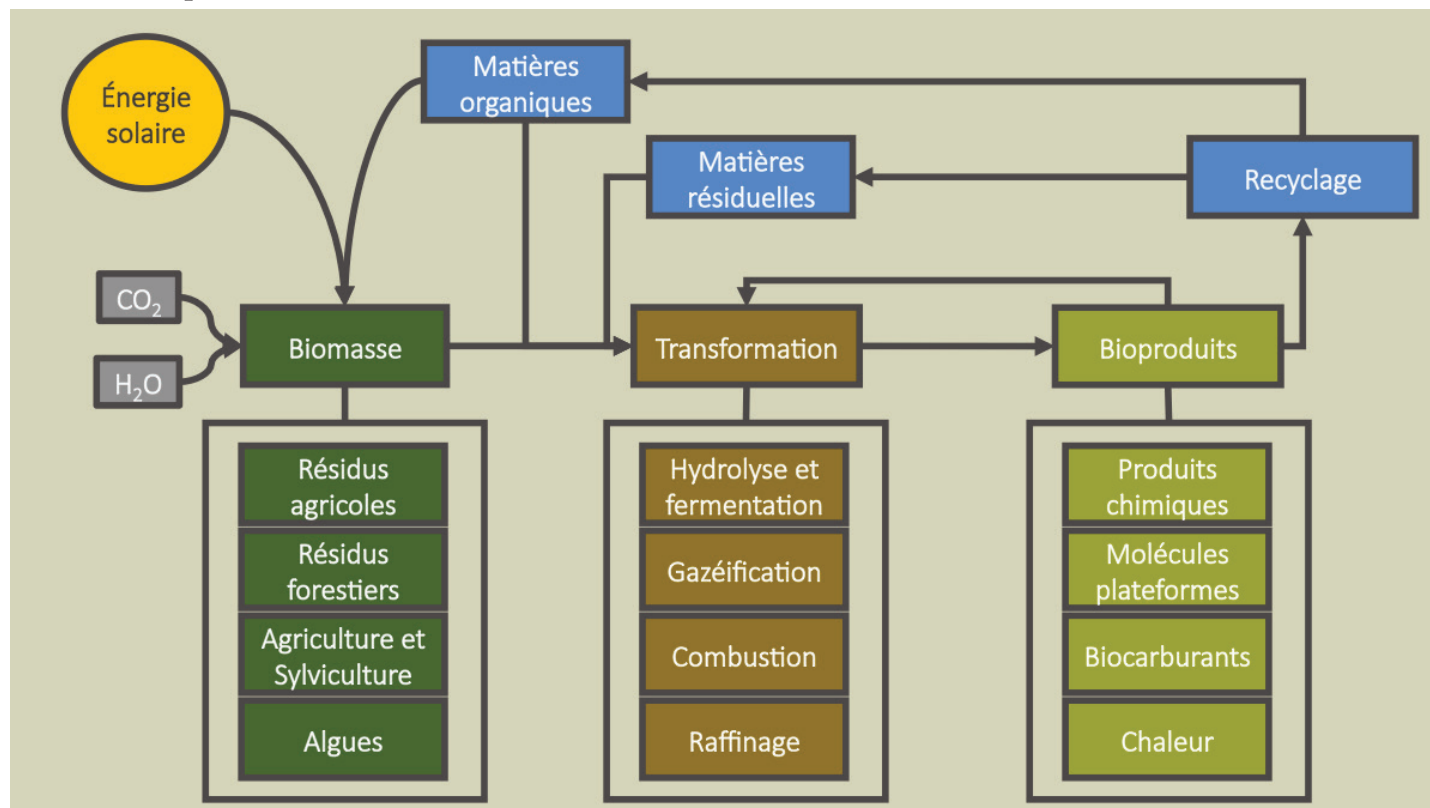 Énergie
solaire
Matières
organiques
Matières
résiduelles
Recyclage
CO₂
H₂O
Biomasse
Transformation
Bioproduits
Résidus
agricoles
Résidus
forestiers
Agriculture et
Sylviculture
Algues
Hydrolyse et
fermentation
Gazéification
Combustion
Raffinage
Produits
chimiques
Molécules
plateformes
Biocarburants
Chaleur